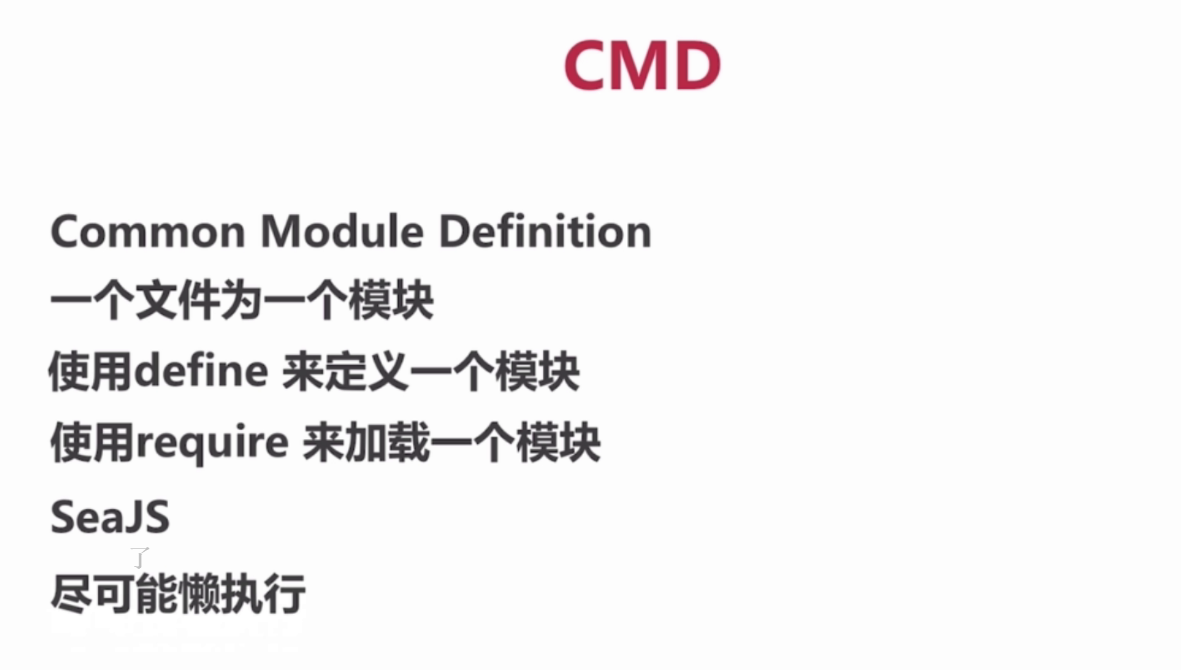 CMD
Common Module Definition
一个文件为一个模块
使用define 来定义一个模块
使用require 来加载一个模块
SeaJS
了
尽可能懒执行